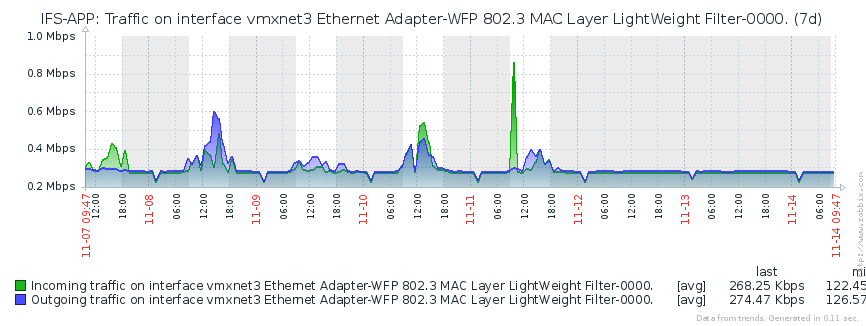 IFS-APP: Traffic on interface vmxnet3 Ethernet Adapter-WFP 802.3 MAC Layer LightWeight Filter-0000. (7d)
1.0 Mbps
0.8 Mbps
0.6 Mbps
0.4 Mbps
0.2 Mbps
11-07 09:47 12:00 18:00 11-08 06:00 12:00 18:00 11-09 06:00 12:00 18:00 11-10 06:00 12:00 18:00 11-11 06:00 12:00 18:00 11-12 06:00 12:00 18:00 11-13 06:00 12:00 18:00 11-14 06:00 11-14 09:47
http://www.zabbix.com
last mi
Incoming traffic on interface vmxnet3 Ethernet Adapter-WFP 802.3 MAC Layer LightWeight Filter-0000. [avg] 268.25 Kbps 122.45
Outgoing traffic on interface vmxnet3 Ethernet Adapter-WFP 802.3 MAC Layer LightWeight Filter-0000. [avg] 274.47 Kbps 126.57
Data from trends. Generated in 0.11 sec.